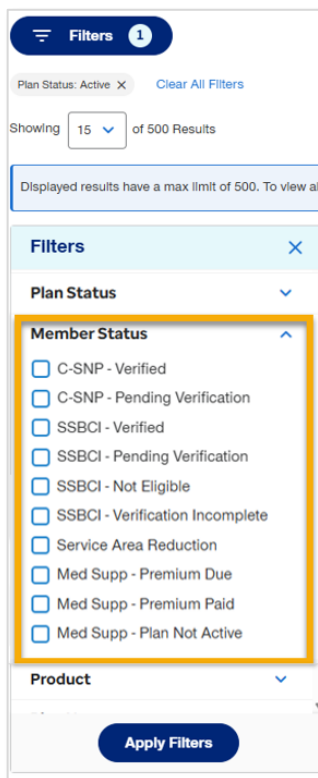 Filters 1
Plan Status: Active X Clear All Filters
Showing 15 of 500 Results
Displayed results have a max limit of 500. To view
Filters
Plan Status
Member Status
C-SNP - Verified
C-SNP - Pending Verification
SSBCI - Verified
SSBCI - Pending Verification
SSBCI - Not Eligible
SSBCI - Verification Incomplete
Service Area Reduction
Med Supp - Premium Due
Med Supp - Premium Paid
Med Supp - Plan Not Active
Product
Apply Filters